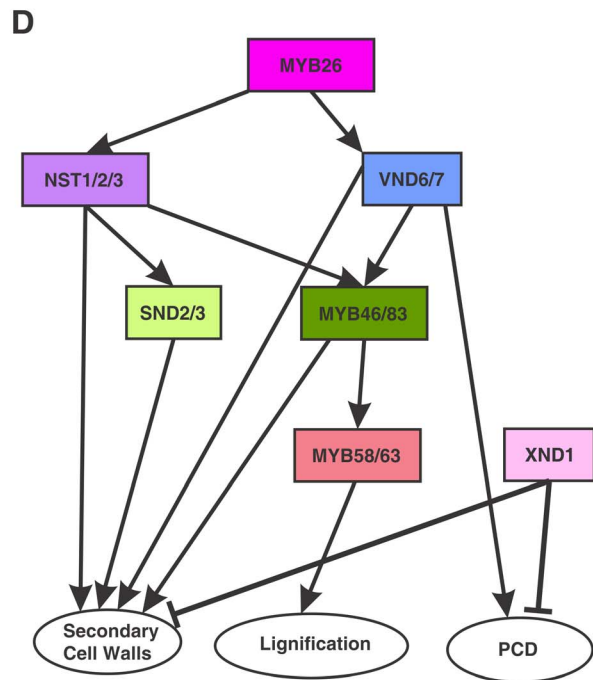 D
MYB26
NST1/2/3
VND6/7
SND2/3
MYB46/83
MYB58/63
XND1
Secondary
Cell Walls
Lignification
PCD